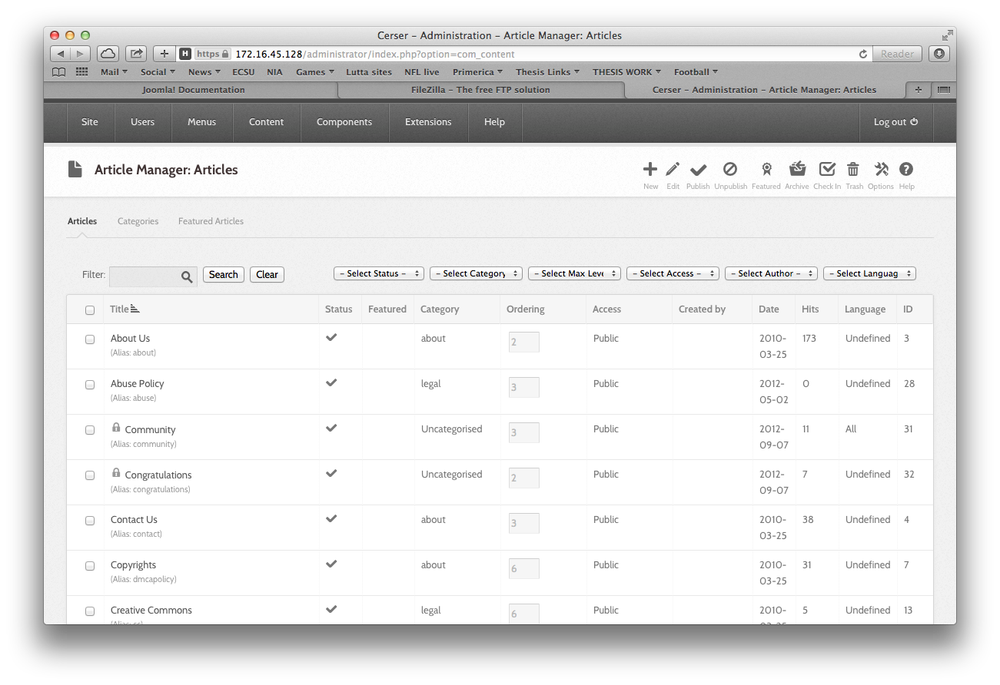 Cerser – Administration – Article Manager: Articles
H https 172.16.45.128/administrator/index.php?option=com_content Reader
Mail Social News ECSU NIA Games Lutta sites NFL live Primerica Thesis Links THESIS WORK Football
Joomla! Documentation FileZilla – The free FTP solution Cerser – Administration – Article Manager: Articles
Site Users Menus Content Components Extensions Help Log out
Article Manager: Articles
New Edit Publish Unpublish Featured Archive Check In Trash Options Help
Articles Categories Featured Articles
Filter: Search Clear – Select Status – – Select Category – Select Max Leve – Select Access – – Select Author – – Select Languag
Title Status Featured Category Ordering Access Created by Date Hits Language ID
About Us about 2 Public 2010- 173 Undefined 3
(Alias: about) 03-25
Abuse Policy legal 3 Public 2012- 0 Undefined 28
(Alias: abuse) 05-02
Community Uncategorised 3 Public 2012- 11 All 31
(Alias: community) 09-07
Congratulations Uncategorised 2 Public 2012- 7 Undefined 32
(Alias: congratulations) 09-07
Contact Us about 3 Public 2010- 38 Undefined 4
(Alias: contact) 03-25
Copyrights about 6 Public 2010- 31 Undefined 7
(Alias: dmcapolicy) 03-25
Creative Commons legal 6 Public 2010- 5 Undefined 13